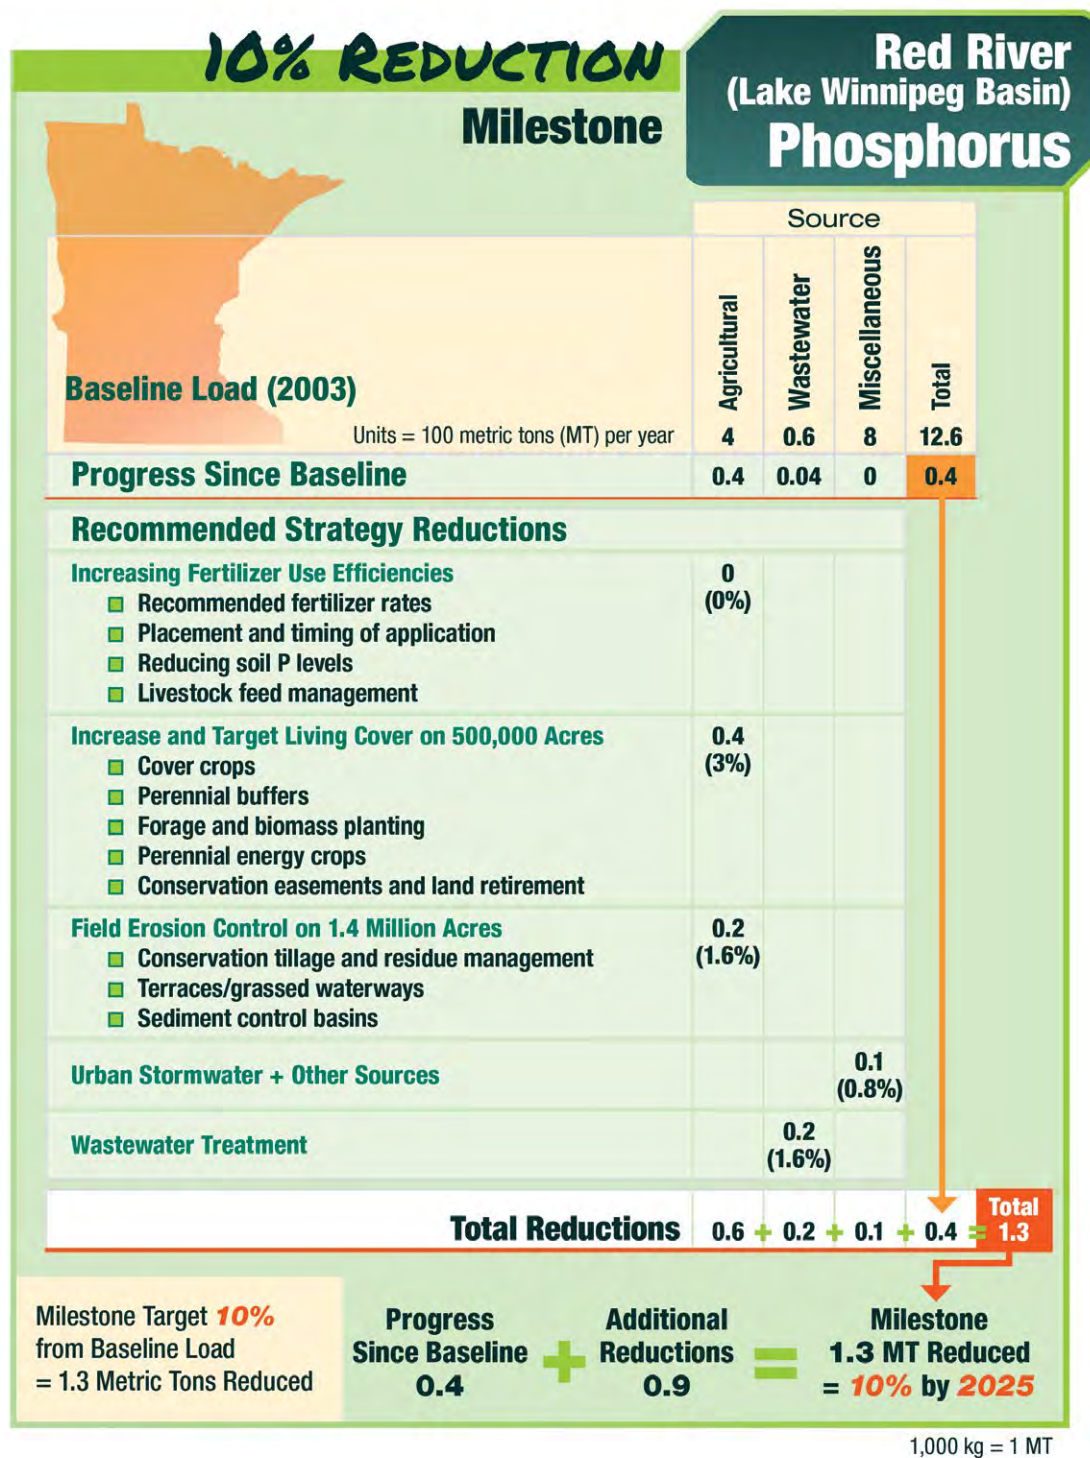 10% REDUCTION
Milestone
Red River
(Lake Winnipeg Basin)
Phosphorus
Source
Agricultural
Wastewater
Miscellaneous
Total
Baseline Load (2003)
Units = 100 metric tons (MT) per year 4 0.6 8 12.6
Progress Since Baseline 0.4 0.04 0 0.4
Recommended Strategy Reductions
Increasing Fertilizer Use Efficiencies 0
Recommended fertilizer rates (0%)
Placement and timing of application
Reducing soil P levels
Livestock feed management
Increase and Target Living Cover on 500,000 Acres 0.4
Cover crops (3%)
Perennial buffers
Forage and biomass planting
Perennial energy crops
Conservation easements and land retirement
Field Erosion Control on 1.4 Million Acres 0.2
Conservation tillage and residue management (1.6%)
Terraces/grassed waterways
Sediment control basins
Urban Stormwater + Other Sources 0.1
(0.8%)
Wastewater Treatment 0.2
(1.6%)
Total Reductions 0.6 + 0.2 + 0.1 + 0.4 = Total 1.3
Milestone Target 10%
from Baseline Load
= 1.3 Metric Tons Reduced
Progress
Since Baseline
0.4
+
Additional
Reductions
0.9
=
Milestone
1.3 MT Reduced
= 10% by 2025
1,000 kg = 1 MT